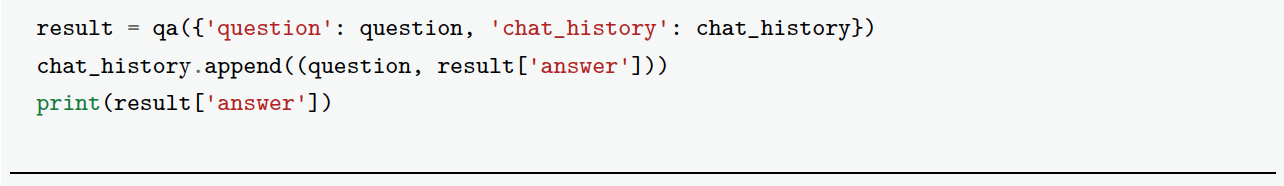 result = qa({'question': question, 'chat_history': chat_history})
chat_history.append((question, result['answer']))
print(result['answer'])